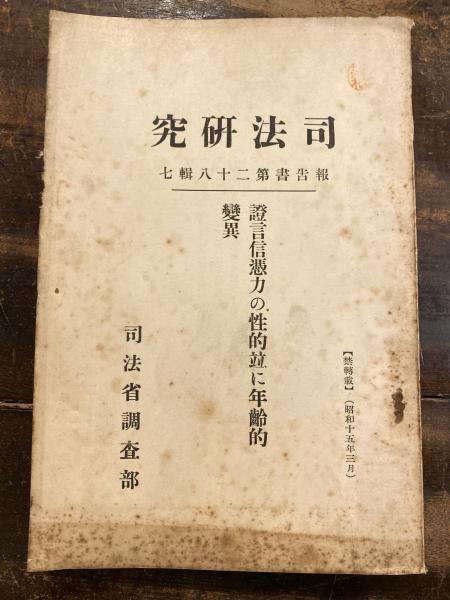 司法研究
報告書第二十八輯七
【禁轉載】（昭和十五年三月）
證言信憑力の性的竝に年齡的
變異
司法省調査部